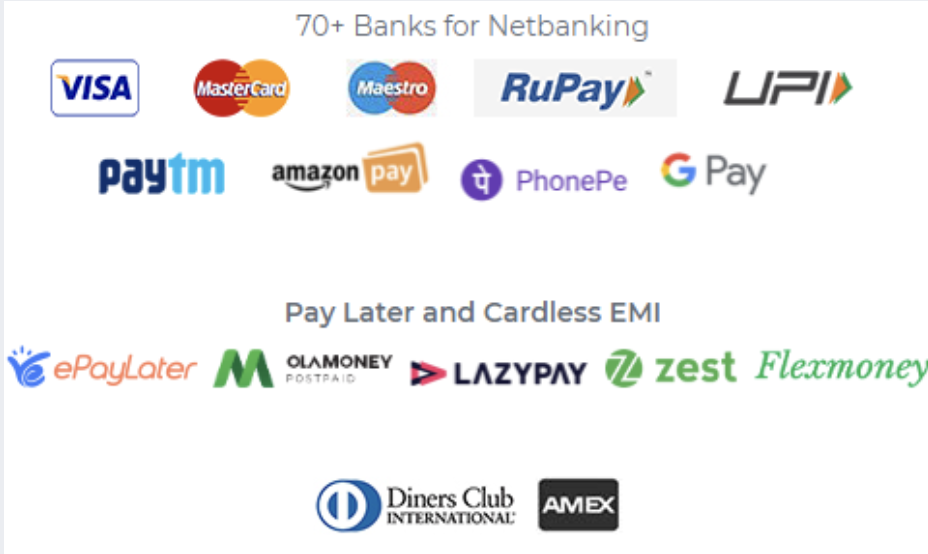 70+ Banks for Netbanking
VISA MasterCard Maestro RuPay™ UPI
paytm amazon pay पे PhonePe G Pay
Pay Later and Cardless EMI
ePayLater OLAMONEY LAZYPAY zest Flexmoney
POSTPAID
Diners Club AMEX
INTERNATIONAL